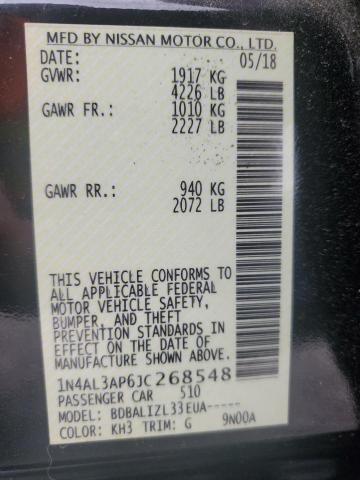 MFD BY NISSAN MOTOR CO., LTD.
DATE: 05/18
GVWR: 1917 KG
4226 LB
GAWR FR.: 1010 KG
2227 LB
GAWR RR.: 940 KG
2072 LB
THIS VEHICLE CONFORMS TO
ALL APPLICABLE FEDERAL
MOTOR VEHICLE SAFETY,
BUMPER, AND THEFT
PREVENTION STANDARDS
IN EFFECT ON THE DATE OF
MANUFACTURE SHOWN ABOVE.
1N4AL3AP6JC268548
PASSENGER CAR 510
MODEL: BDBALIZL33EUA-----
COLOR: KH3 TRIM: G 9N00A